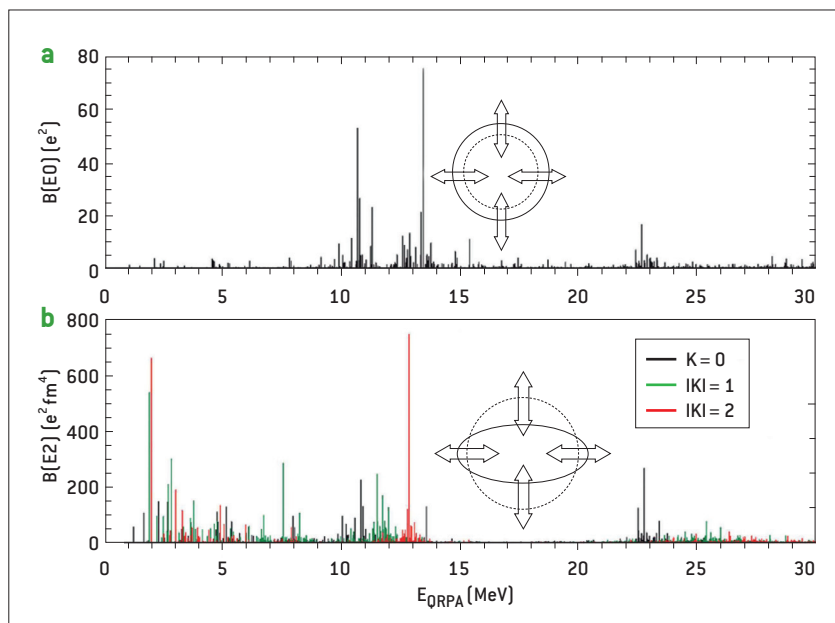 a
80
60
40
20
0
B(E0) (e²)
0 5 10 15 20 25 30
b
800
600
400
200
0
B(E2) (e² fm⁴)
K = 0
IKI = 1
IKI = 2
0 5 10 15 20 25 30
E_QRPA (MeV)